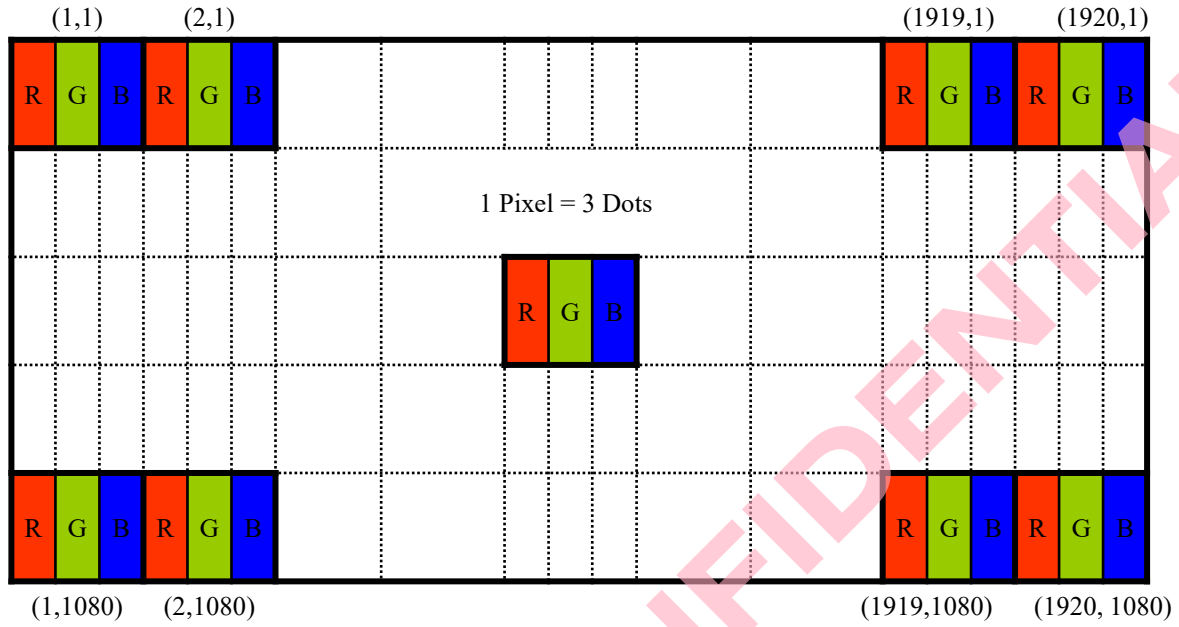 (1,1) (2,1) (1919,1) (1920,1)
R G B R G B R G B R G B
1 Pixel = 3 Dots
R G B
R G B R G B R G B R G B
(1,1080) (2,1080) (1919,1080) (1920, 1080)